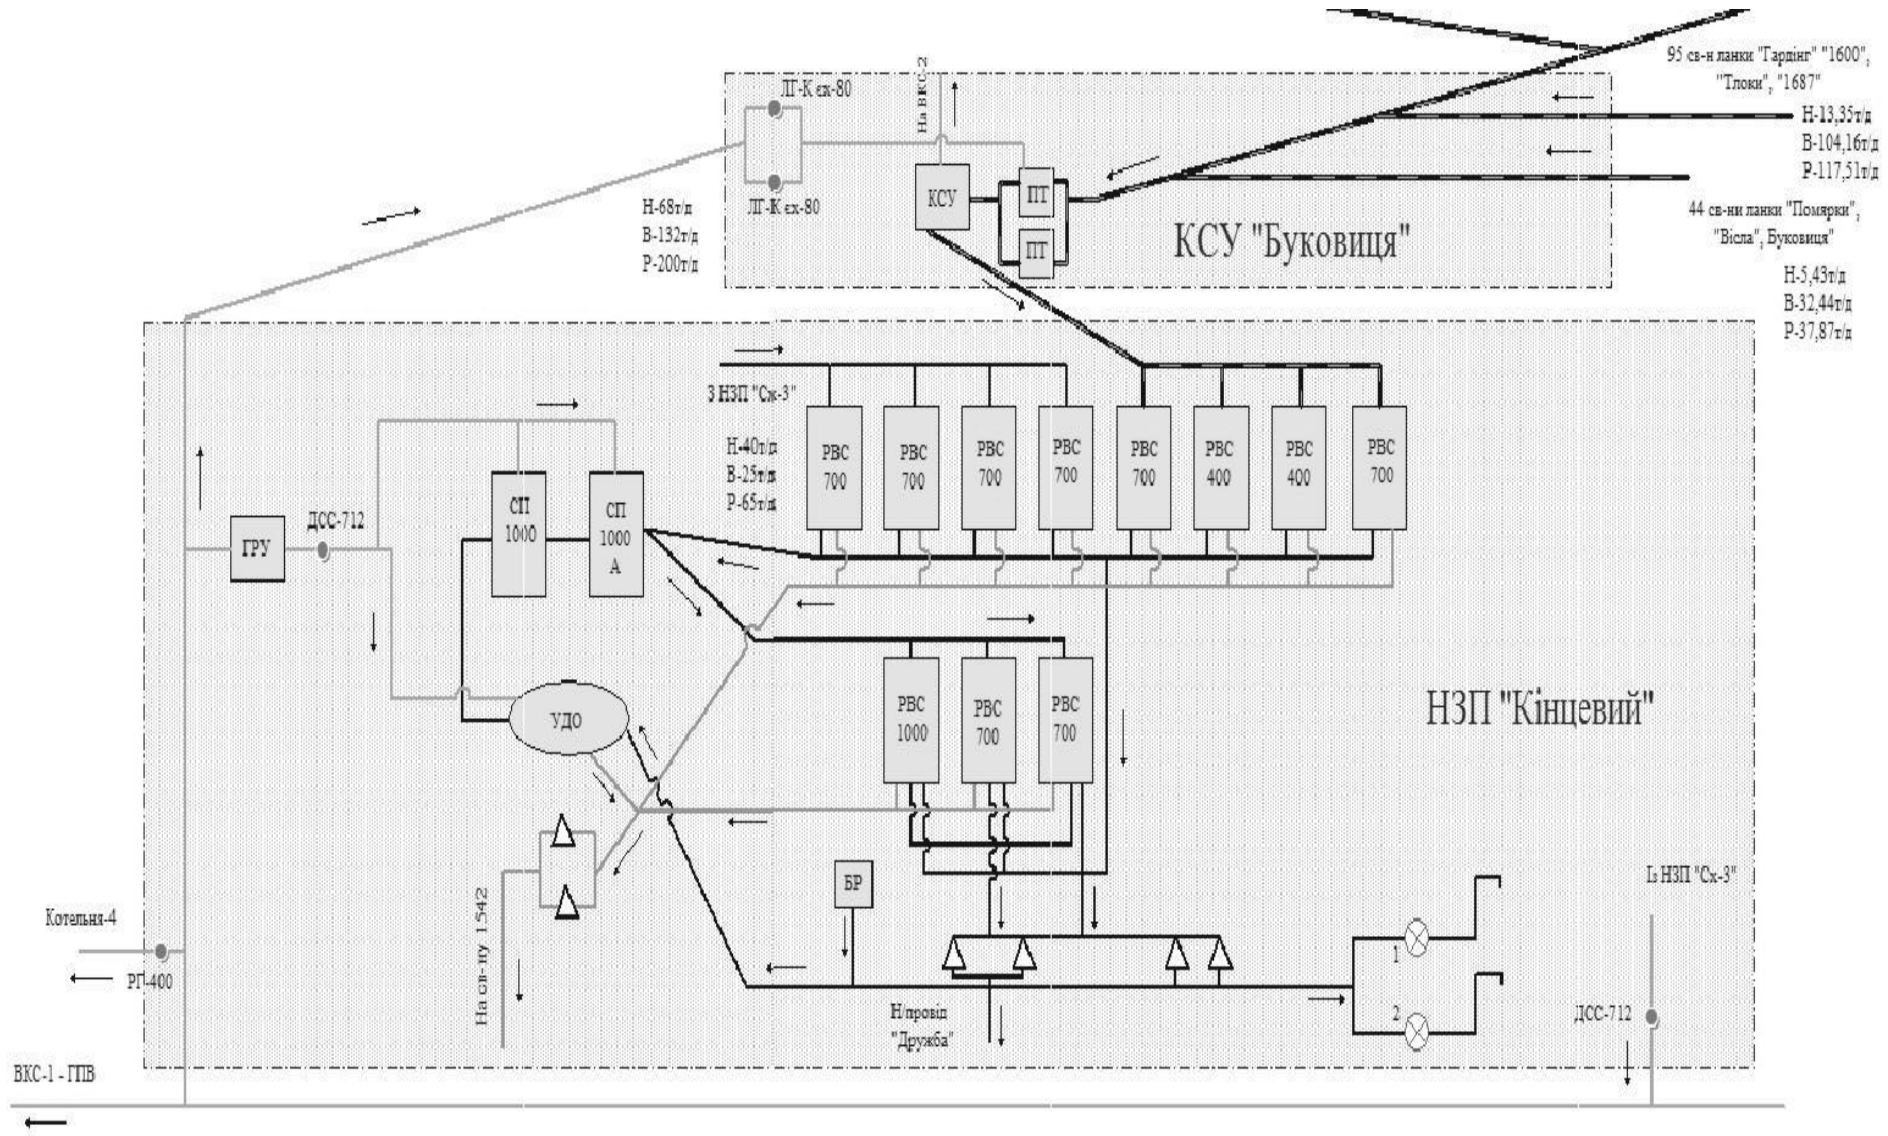 95 св-н ланки "Гардінг" "1600",
"Тлоки", "1687"
Н-13,35т/д
В-104,16т/д
Р-117,51т/д
На ВКС-2
ЛГ-К єх-80
ЛГ-К єх-80
КСУ
ПТ
ПТ
КСУ "Буковиця"
44 св-ни ланки "Помярки",
"Вісла", Буковиця"
Н-5,43т/д
В-32,44т/д
Р-37,87т/д
Н-68т/д
В-132т/д
Р-200т/д
З НЗП "Сх-3"
Н-40т/д
В-25т/д
Р-65т/д
РВС
700
РВС
700
РВС
700
РВС
700
РВС
700
РВС
400
РВС
400
РВС
700
ГРУ
ДСС-712
СП
1000
СП
1000
А
УДО
РВС
1000
РВС
700
РВС
700
НЗП "Кінцевий"
БР
Із НЗП "Сх-3"
Котельня-4
РГ-400
На св-ну 1542
1
2
ДСС-712
Н/провід
"Дружба"
ВКС-1 - ГПВ